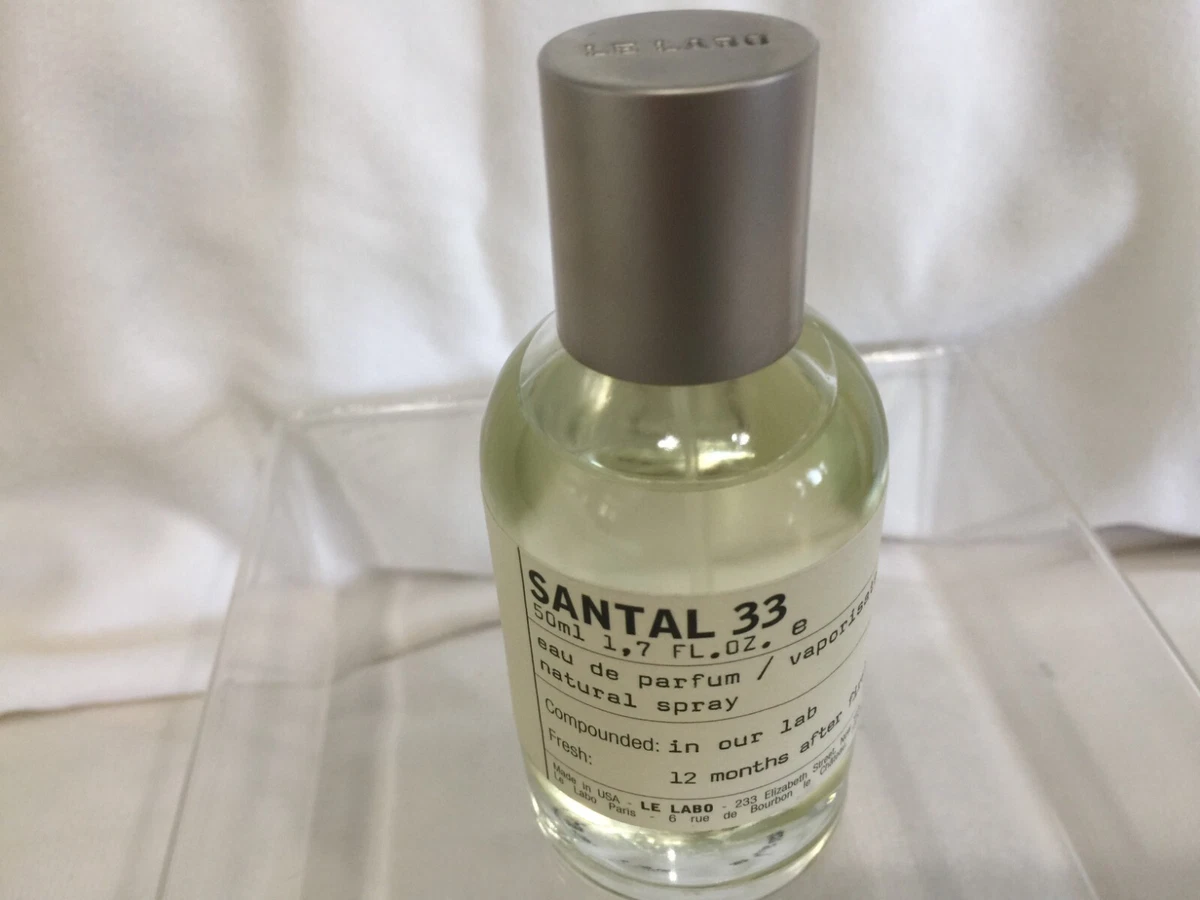 LE LABO
SANTAL 33
50ml 1,7 FL.OZ. e
eau de parfum / 
natural spray
Compounded: in our lab
Fresh: 12 months after
Made in USA - LE LABO - 233 Elizabeth Street
Le Labo Paris - 6 rue de Bourbon le